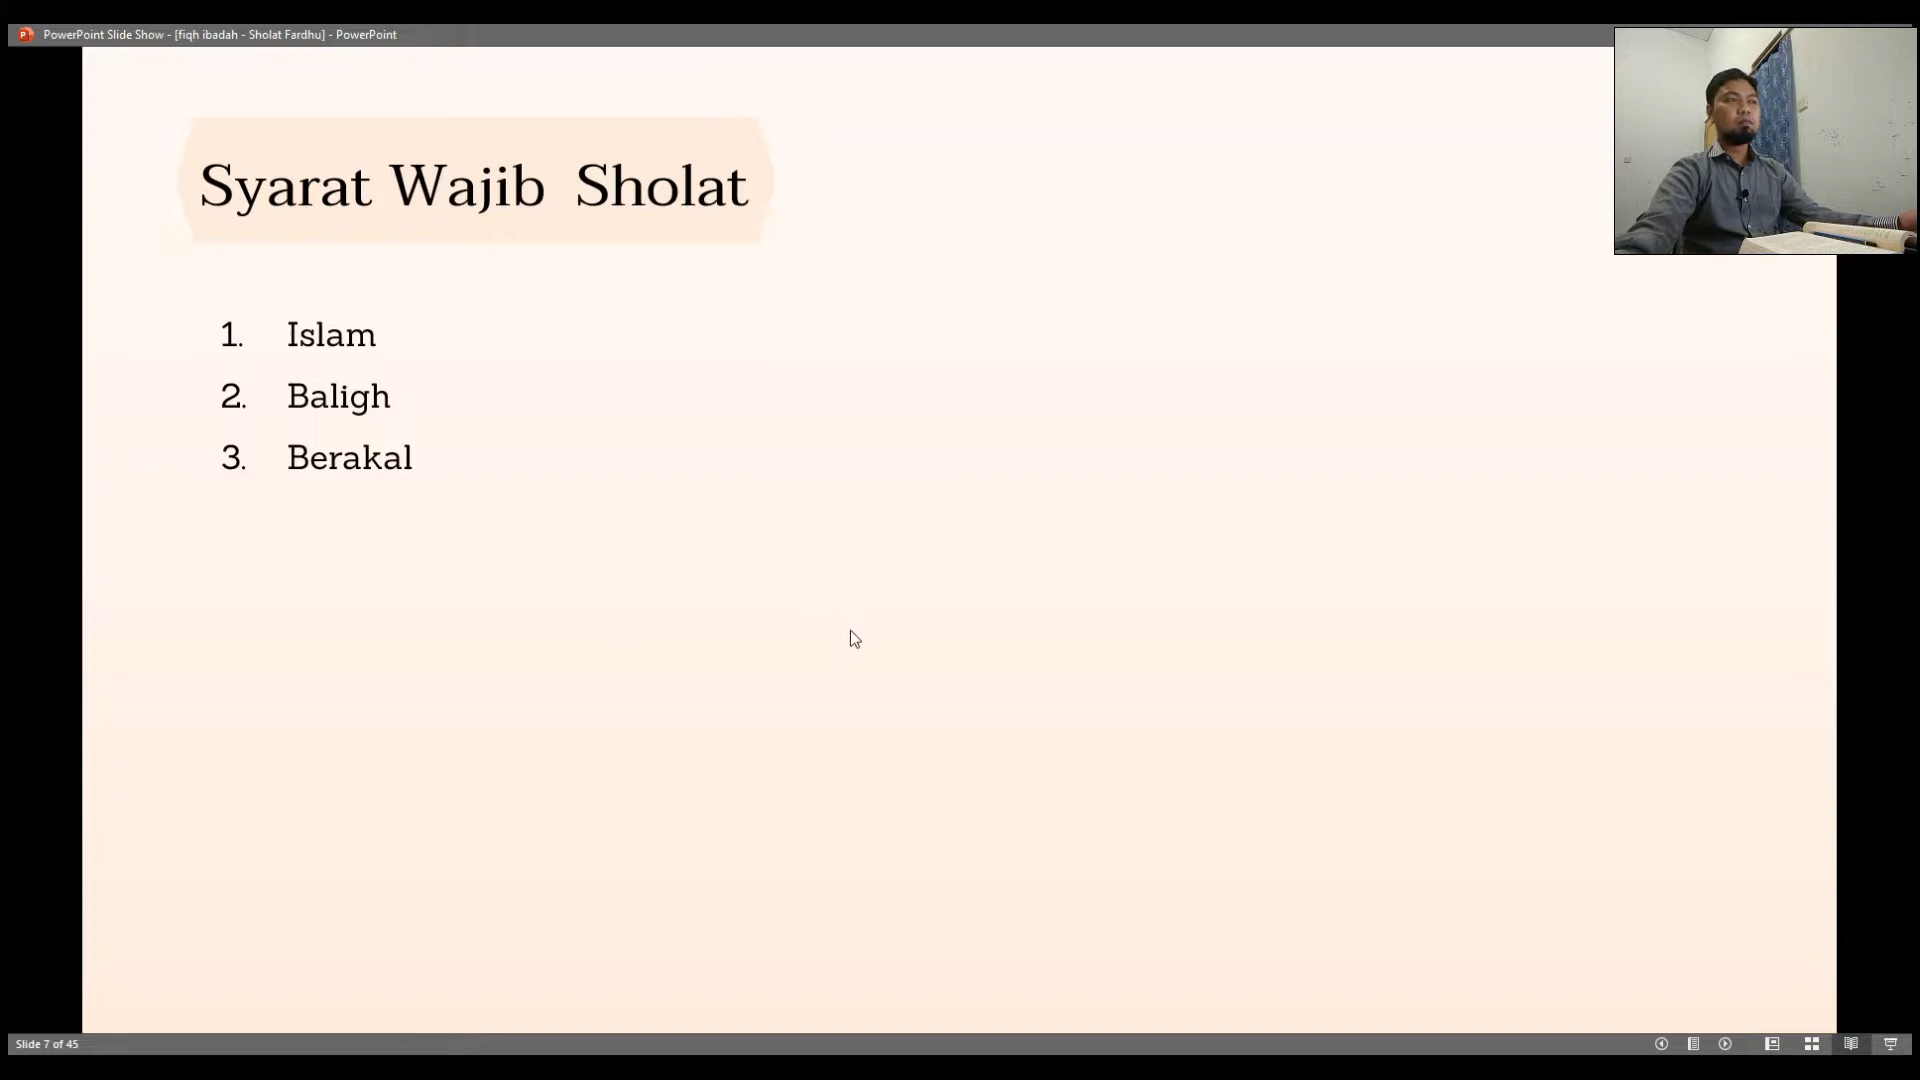 PowerPoint Slide Show - [fiqh ibadah - Sholat Fardhu] - PowerPoint
Syarat Wajib Sholat
1. Islam
2. Baligh
3. Berakal
Slide 7 of 45